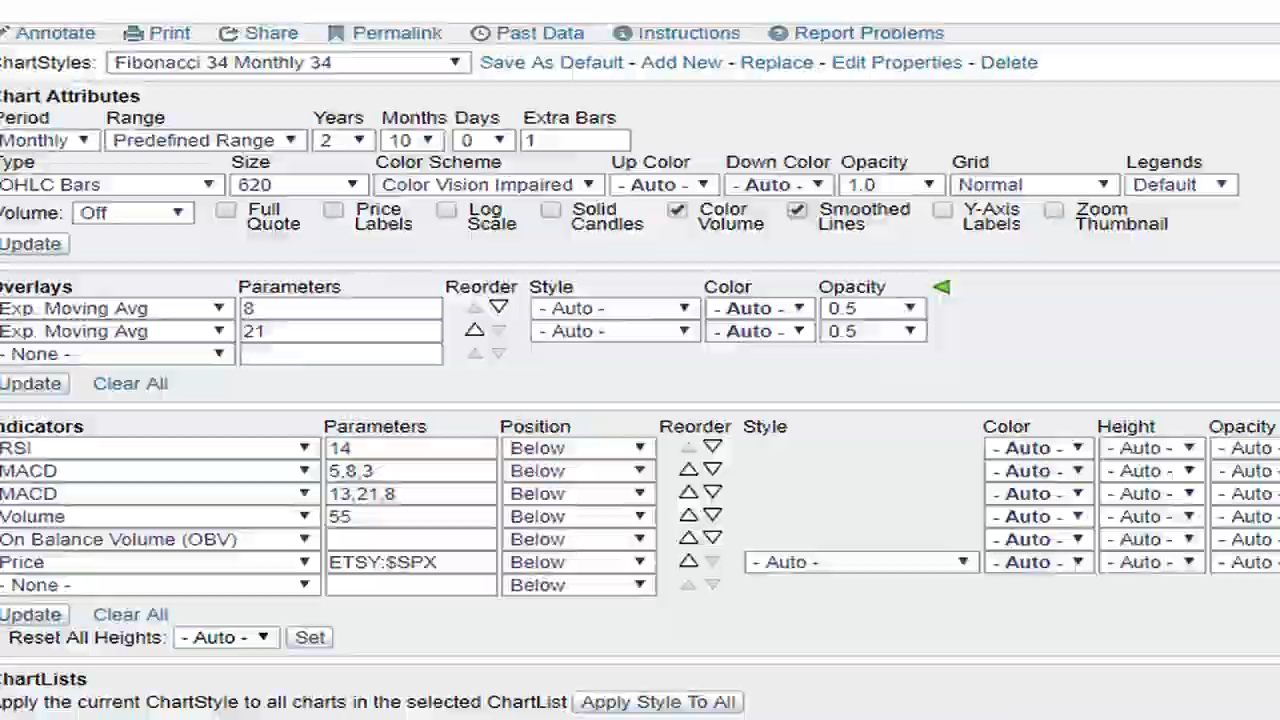 Annotate Print Share Permalink Past Data Instructions Report Problems
hartStyles: Fibonacci 34 Monthly 34 Save As Default - Add New - Replace - Edit Properties - Delete
hart Attributes
Period Range Years Months Days Extra Bars
Monthly Predefined Range 2 10 0 1
Type Size Color Scheme Up Color Down Color Opacity Grid Legends
OHLC Bars 620 Color Vision Impaired - Auto - - Auto - 1.0 Normal Default
Volume: Off Full Quote Price Labels Log Scale Solid Candles Color Volume Smoothed Lines Y-Axis Labels Zoom Thumbnail
Update
verlays Parameters Reorder Style Color Opacity
Exp. Moving Avg 8 - Auto - - Auto - 0.5
Exp. Moving Avg 21 - Auto - - Auto - 0.5
- None -
Update Clear All
ndicators Parameters Position Reorder Style Color Height Opacity
RSI 14 Below - Auto - - Auto - - Auto
MACD 5,8,3 Below - Auto - - Auto - - Auto
MACD 13,21,8 Below - Auto - - Auto - - Auto
Volume 55 Below - Auto - - Auto - - Auto
On Balance Volume (OBV) Below - Auto - - Auto - - Auto
Price ETSY:$SPX Below - Auto - - Auto - - Auto - - Auto
- None - Below
Update Clear All
Reset All Heights: - Auto - Set
hartLists
pply the current ChartStyle to all charts in the selected ChartList Apply Style To All